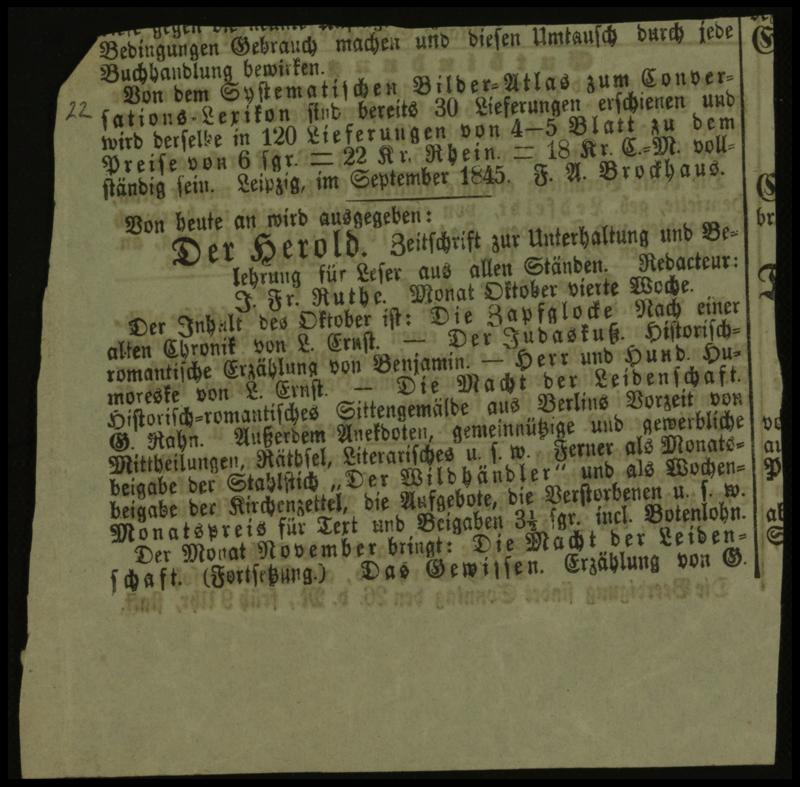 diese gegen die
Bedingungen Gebrauch machen und diesen Umtausch durch jede
Buchhandlung bewirken.
Von dem Systematischen Bilder-Atlas zum Conver-
sations-Lexikon sind bereits 30 Lieferungen erschienen und
wird derselbe in 120 Lieferungen von 4—5 Blatt zu dem
Preise von 6 sgr. = 22 Kr. Rhein. = 18 Kr. C.-M. voll-
ständig sein. Leipzig, im September 1845. F. A. Brockhaus.
22
Von heute an wird ausgegeben:
Der Herold. Zeitschrift zur Unterhaltung und Be-
lehrung für Leser aus allen Ständen. Redacteur:
J. Fr. Ruthe. Monat Oktober vierte Woche.
Der Inhalt des Oktober ist: Die Zapfglocke Nach einer
alten Chronik von L. Ernst. — Der Judaskuß. Historisch-
romantische Erzählung von Benjamin. — Herr und Hund. Hu-
moreske von L. Ernst. — Die Macht der Leidenschaft.
Historisch-romantisches Sittengemälde aus Berlins Vorzeit von
G. Rahn. Außerdem Anekdoten, gemeinnützige und gewerbliche
Mittheilungen, Räthsel, Literarisches u. s. w. Ferner als Monats-
beigabe der Stahlstich „Der Wildhändler“ und als Wochen-
beigabe der Kirchenzettel, die Aufgebote, die Verstorbenen u. s. w.
Monatspreis für Text und Beigaben 3½ sgr. incl. Botenlohn.
Der Monat November bringt: Die Macht der Leiden-
schaft. (Fortsetzung.) Das Gewissen. Erzählung von G.